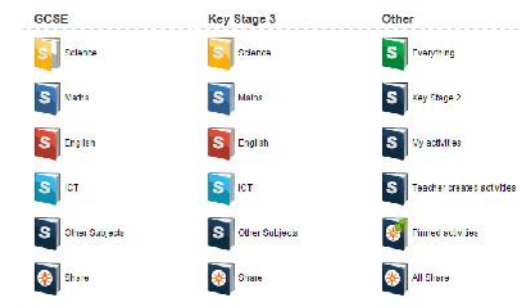 GCSE Key Stage 3 Other
S Science S Science S Everything
S Maths S Maths S Key Stage 2
S English S English S My activities
S ICT S ICT S Teacher created activities
S Other Subjects S Other Subjects Pinned activities
Share Share All Share